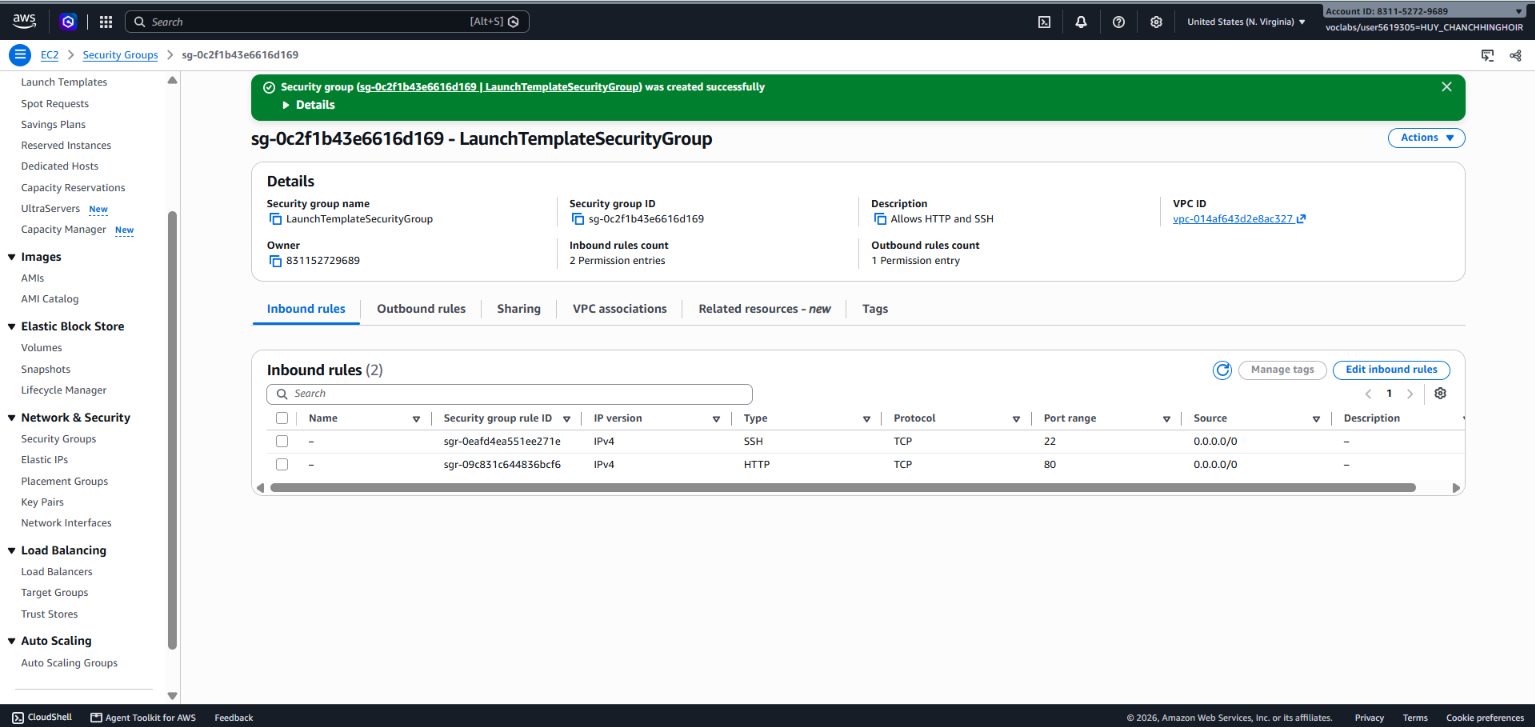 aws
Search [Alt+S]
United States (N. Virginia)
Account ID: 8311-5272-9689
voclabs/user5619305=HUY_CHANCHHINGHOIR
EC2 > Security Groups > sg-0c2f1b43e6616d169
Launch Templates
Spot Requests
Savings Plans
Reserved Instances
Dedicated Hosts
Capacity Reservations
UltraServers New
Capacity Manager New
Images
AMIs
AMI Catalog
Elastic Block Store
Volumes
Snapshots
Lifecycle Manager
Network & Security
Security Groups
Elastic IPs
Placement Groups
Key Pairs
Network Interfaces
Load Balancing
Load Balancers
Target Groups
Trust Stores
Auto Scaling
Auto Scaling Groups
Security group (sg-0c2f1b43e6616d169 | LaunchTemplateSecurityGroup) was created successfully
Details
sg-0c2f1b43e6616d169 - LaunchTemplateSecurityGroup
Actions
Details
Security group name Security group ID Description VPC ID
LaunchTemplateSecurityGroup sg-0c2f1b43e6616d169 Allows HTTP and SSH vpc-014af643d2e8ac327
Owner Inbound rules count Outbound rules count
831152729689 2 Permission entries 1 Permission entry
Inbound rules Outbound rules Sharing VPC associations Related resources - new Tags
Inbound rules (2) Manage tags Edit inbound rules
Search 1
Name Security group rule ID IP version Type Protocol Port range Source Description
– sgr-0eafd4ea551ee271e IPv4 SSH TCP 22 0.0.0.0/0 –
– sgr-09c831c644836bcf6 IPv4 HTTP TCP 80 0.0.0.0/0 –
CloudShell Agent Toolkit for AWS Feedback © 2026, Amazon Web Services, Inc. or its affiliates. Privacy Terms Cookie preferences